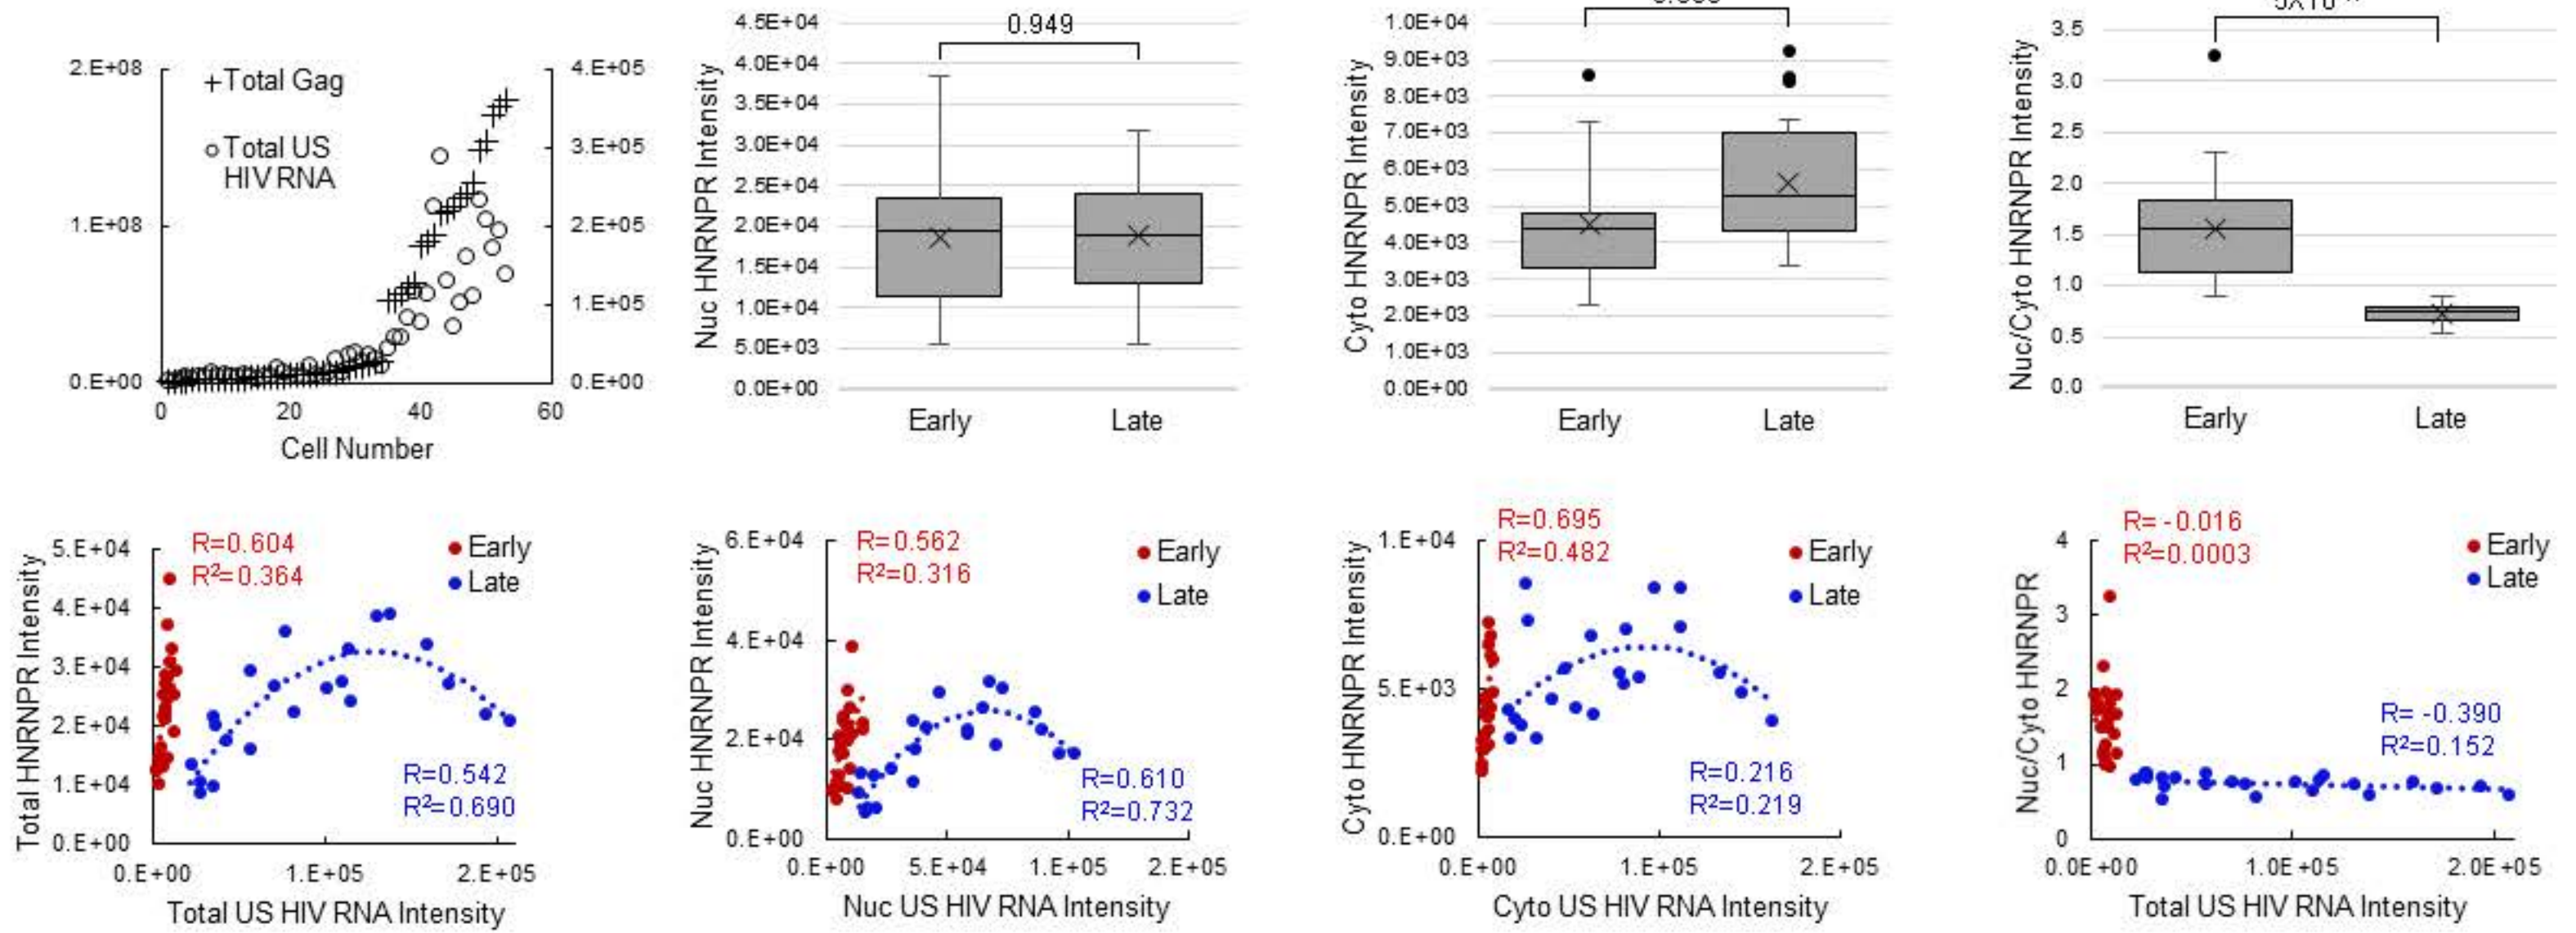 2.E+08
1.E+08
0.E+00
Total Gag
Total US
HIV RNA
4.E+05
3.E+05
2.E+05
1.E+05
0.E+00
0 20 40 60
Cell Number
Nuc HNRNPR Intensity
4.5E+04
4.0E+04
3.5E+04
3.0E+04
2.5E+04
2.0E+04
1.5E+04
1.0E+04
5.0E+03
0.0E+00
0.949
Early Late
Cyto HNRNPR Intensity
1.0E+04
9.0E+03
8.0E+03
7.0E+03
6.0E+03
5.0E+03
4.0E+03
3.0E+03
2.0E+03
1.0E+03
0.0E+00
Early Late
Nuc/Cyto HNRNPR Intensity
3.5
3.0
2.5
2.0
1.5
1.0
0.5
0.0
Early Late
Total HNRNPR Intensity
5.E+04
4.E+04
3.E+04
2.E+04
1.E+04
0.E+00
R=0.604
R²=0.364
Early
Late
R=0.542
R²=0.690
0.E+00 1.E+05 2.E+05
Total US HIV RNA Intensity
Nuc HNRNPR Intensity
6.E+04
4.E+04
2.E+04
0.E+00
R=0.562
R²=0.316
Early
Late
R=0.610
R²=0.732
0.E+00 5.E+04 1.E+05 2.E+05
Nuc US HIV RNA Intensity
Cyto HNRNPR Intensity
1.E+04
5.E+03
0.E+00
R=0.695
R²=0.482
Early
Late
R=0.216
R²=0.219
0.E+00 1.E+05 2.E+05
Cyto US HIV RNA Intensity
Nuc/Cyto HNRNPR
4
3
2
1
0
R= -0.016
R²=0.0003
Early
Late
R= -0.390
R²=0.152
0.E+00 1.E+05 2.E+05
Total US HIV RNA Intensity